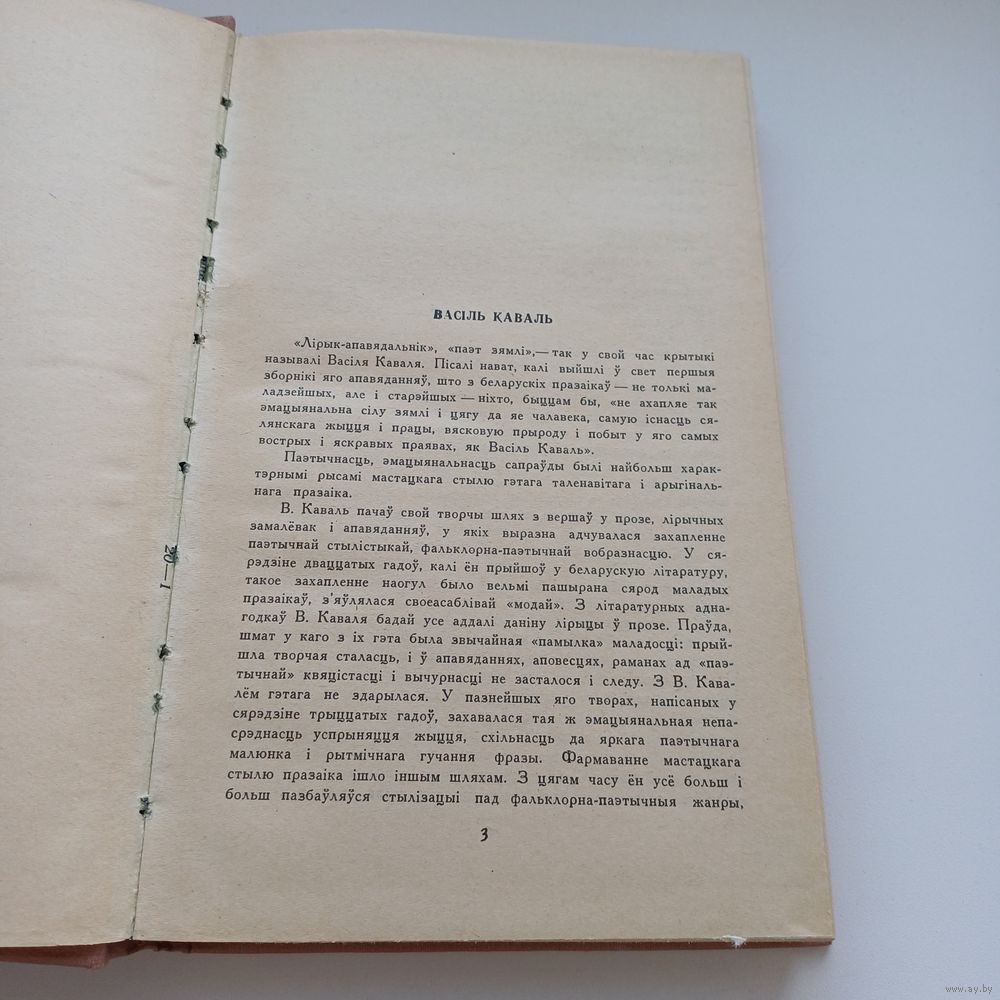 ВАСІЛЬ КАВАЛЬ
«Лірык-апавядальнік», «паэт зямлі»,— так у свой час крытыкі
называлі Васіля Каваля. Пісалі нават, калі выйшлі ў свет першыя
зборнікі яго апавяданняў, што з беларускіх празаікаў — не толькі ма-
ладзейшых, але і старэйшых — ніхто, быццам бы, «не ахапляе так
эмацыянальна сілу зямлі і цягу да яе чалавека, самую існасць ся-
лянскага жыцця і працы, вясковую прыроду і побыт у яго самых
вострых і яскравых праявах, як Васіль Каваль».
Паэтычнасць, эмацыянальнасць сапраўды былі найбольш харак-
тэрнымі рысамі мастацкага стылю гэтага таленавітага і арыгіналь-
нага празаіка.
В. Каваль пачаў свой творчы шлях з вершаў у прозе, лірычных
замалёвак і апавяданняў, у якіх выразна адчувалася захапленне
паэтычнай стылістыкай, фальклорна-паэтычнай вобразнасцю. У ся-
рэдзіне дваццатых гадоў, калі ён прыйшоў у беларускую літаратуру,
такое захапленне наогул было вельмі пашырана сярод маладых
празаікаў, з'яўлялася своеасаблівай «модай». З літаратурных адна-
годкаў В. Каваля бадай усе аддалі даніну лірыцы ў прозе. Праўда,
шмат у каго з іх гэта была звычайная «памылка» маладосці: прый-
шла творчая сталасць, і ў апавяданнях, аповесцях, раманах ад «паэ-
тычнай» квяцістасці і вычурнасці не засталося і следу. З В. Кава-
лём гэтага не здарылася. У пазнейшых яго творах, напісаных у
сярэдзіне трыццатых гадоў, захавалася тая ж эмацыянальная непа-
срэднасць успрыняцця жыцця, схільнасць да яркага паэтычнага
малюнка і рытмічнага гучання фразы. Фармаванне мастацкага
стылю празаіка ішло іншым шляхам. З цягам часу ён усё больш і
больш пазбаўляўся стылізацыі пад фальклорна-паэтычныя жанры,
3
20—1
www.ay.by